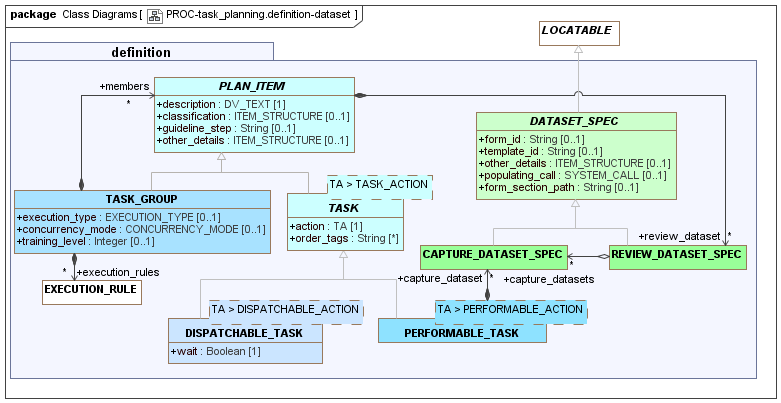 package Class Diagrams [ PROC-task_planning.definition-dataset ]
LOCATABLE
definition
+members
*
PLAN_ITEM
+description : DV_TEXT [1]
+classification : ITEM_STRUCTURE [0..1]
+guideline_step : String [0..1]
+other_details : ITEM_STRUCTURE [0..1]
DATASET_SPEC
+form_id : String [0..1]
+template_id : String [0..1]
+other_details : ITEM_STRUCTURE [0..1]
+populating_call : SYSTEM_CALL [0..1]
+form_section_path : String [0..1]
TASK_GROUP
+execution_type : EXECUTION_TYPE [0..1]
+concurrency_mode : CONCURRENCY_MODE [0..1]
+training_level : Integer [0..1]
TA > TASK_ACTION
TASK
+action : TA [1]
+order_tags : String [*]
+review_dataset
*
CAPTURE_DATASET_SPEC
REVIEW_DATASET_SPEC
*
+execution_rules
EXECUTION_RULE
+capture_dataset
*
*
+capture_datasets
TA > DISPATCHABLE_ACTION
DISPATCHABLE_TASK
+wait : Boolean [1]
TA > PERFORMABLE_ACTION
PERFORMABLE_TASK